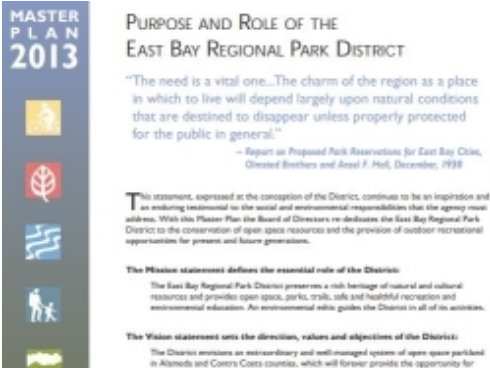 MASTER
PLAN
2013
PURPOSE AND ROLE OF THE
EAST BAY REGIONAL PARK DISTRICT
"The need is a vital one...The charm of the region as a place
in which to live will depend largely upon natural conditions
that are destined to disappear unless properly protected
for the public in general."
– Report on Proposed Park Reservations for East Bay Cities,
Olmsted Brothers and Ansel F. Hall, December, 1930
This statement, expressed at the conception of the District, continues to be an inspiration and
an enduring testimonial to the social and environmental responsibilities that the agency must
address. With this Master Plan the Board of Directors re-dedicates the East Bay Regional Park
District to the conservation of open space resources and the provision of outdoor recreational
opportunities for present and future generations.
The Mission statement defines the essential role of the District:
The East Bay Regional Park District preserves a rich heritage of natural and cultural
resources and provides open space, parks, trails, safe and healthful recreation and
environmental education. An environmental ethic guides the District in all of its activities.
The Vision statement sets the direction, values and objectives of the District:
The District envisions an extraordinary and well-managed system of open space parkland
in Alameda and Contra Costa counties, which will forever provide the opportunity for